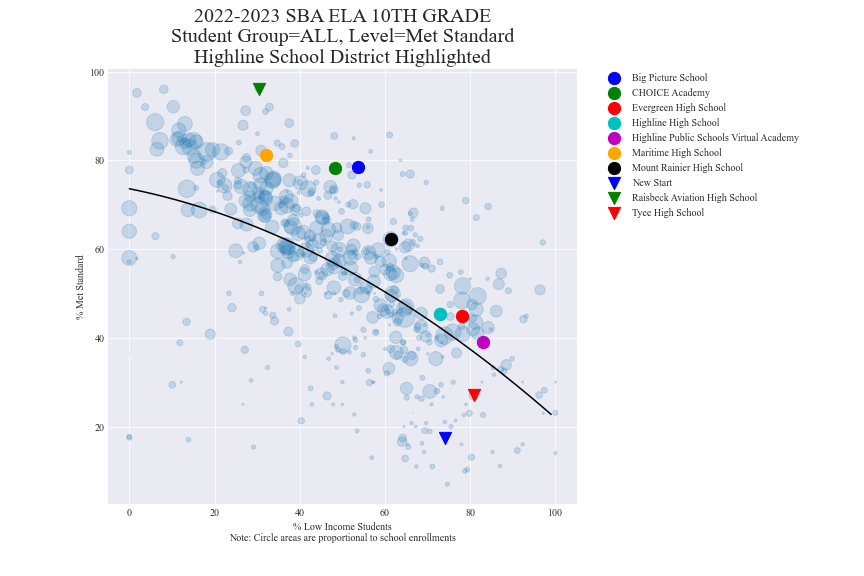 2022-2023 SBA ELA 10TH GRADE
Student Group=ALL, Level=Met Standard
Highline School District Highlighted
100
80
60
40
20
% Met Standard
0
20
40
60
80
100
% Low Income Students
Note: Circle areas are proportional to school enrollments
Big Picture School
CHOICE Academy
Evergreen High School
Highline High School
Highline Public Schools Virtual Academy
Maritime High School
Mount Rainier High School
New Start
Raisbeck Aviation High School
Tyee High School